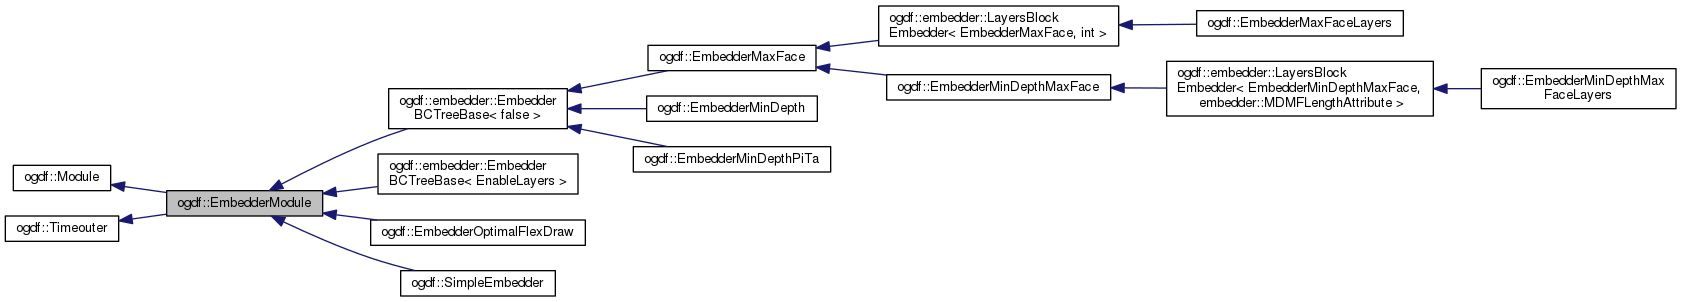 ogdf::Module
ogdf::Timeouter
ogdf::EmbedderModule
ogdf::embedder::Embedder
BCTreeBase< false >
ogdf::embedder::Embedder
BCTreeBase< EnableLayers >
ogdf::EmbedderOptimalFlexDraw
ogdf::SimpleEmbedder
ogdf::EmbedderMaxFace
ogdf::EmbedderMinDepth
ogdf::EmbedderMinDepthPiTa
ogdf::embedder::LayersBlock
Embedder< EmbedderMaxFace, int >
ogdf::EmbedderMinDepthMaxFace
ogdf::EmbedderMaxFaceLayers
ogdf::embedder::LayersBlock
Embedder< EmbedderMinDepthMaxFace,
embedder::MDMFLengthAttribute >
ogdf::EmbedderMinDepthMax
FaceLayers